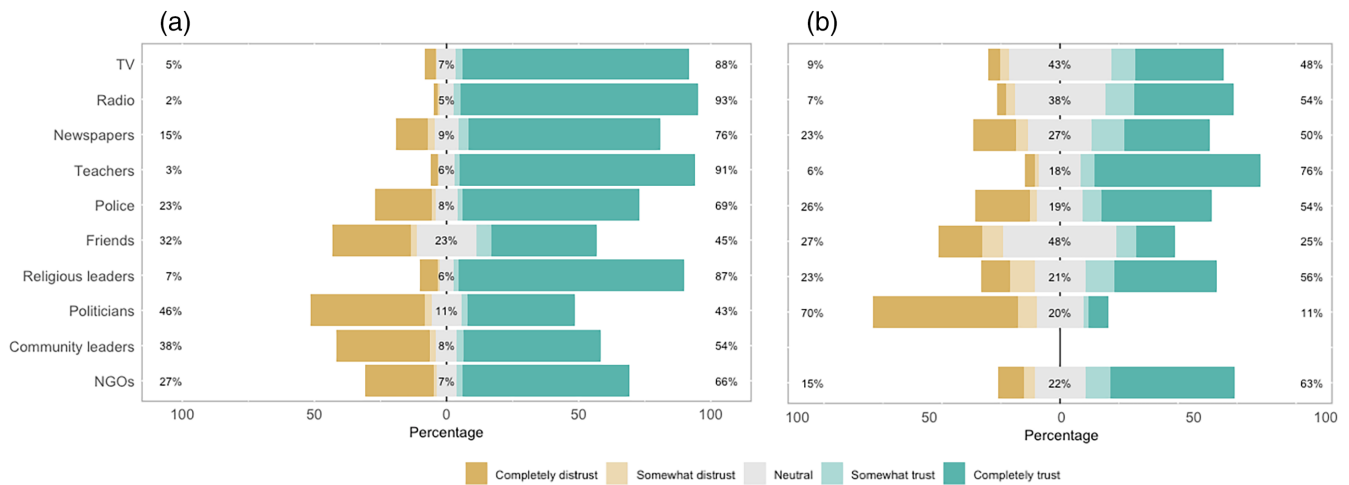 (a) (b)
TV 5% 7% 88% 9% 43% 48%
Radio 2% 5% 93% 7% 38% 54%
Newspapers 15% 9% 76% 23% 27% 50%
Teachers 3% 6% 91% 6% 18% 76%
Police 23% 8% 69% 26% 19% 54%
Friends 32% 23% 45% 27% 48% 25%
Religious leaders 7% 6% 87% 23% 21% 56%
Politicians 46% 11% 43% 70% 20% 11%
Community leaders 38% 8% 54%
NGOs 27% 7% 66% 15% 22% 63%
100 50 0 50 100 100 50 0 50 100
Percentage Percentage
Completely distrust Somewhat distrust Neutral Somewhat trust Completely trust